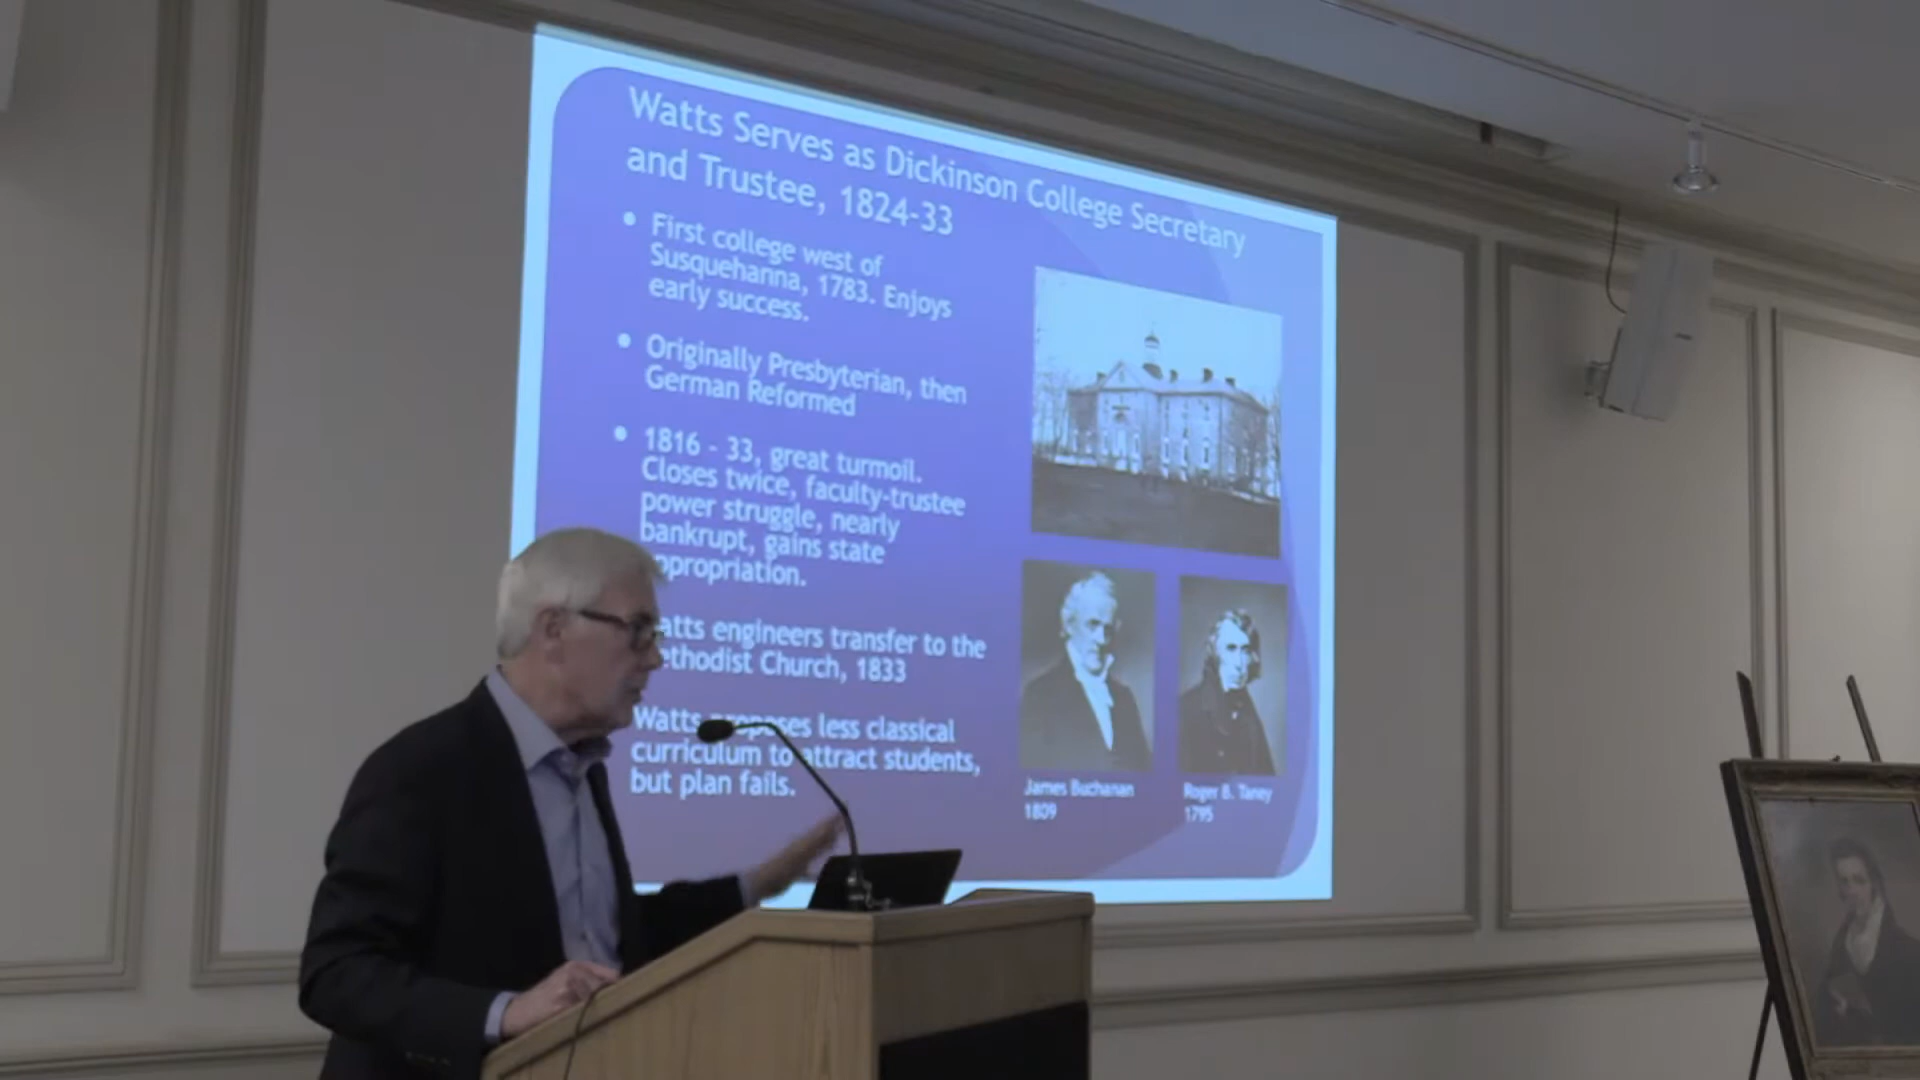 Watts Serves as Dickinson College Secretary
and Trustee, 1824-33
• First college west of
Susquehanna, 1783. Enjoys
early success.
• Originally Presbyterian, then
German Reformed
• 1816 - 33, great turmoil.
Closes twice, faculty-trustee
power struggle, nearly
bankrupt, gains state
ppropriation.
atts engineers transfer to the
ethodist Church, 1833
Watts proposes less classical
curriculum to attract students,
but plan fails.
James Buchanan
1809
Roger B. Taney
1795